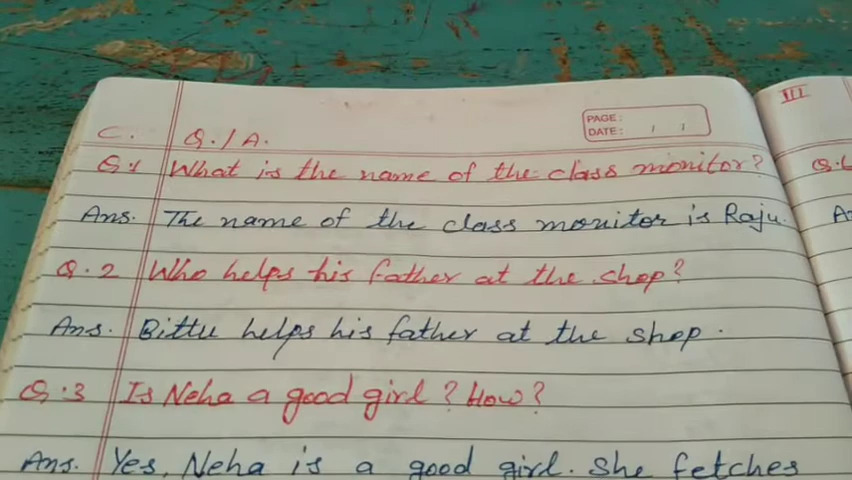 III
PAGE :
DATE : / /
C. Q./A.
Q.1 What is the name of the class monitor?
Ans. The name of the class monitor is Raju.
Q.2 Who helps his father at the shop?
Ans. Bittu helps his father at the shop.
Q.3 Is Neha a good girl? How?
Ans. Yes, Neha is a good girl. She fetches